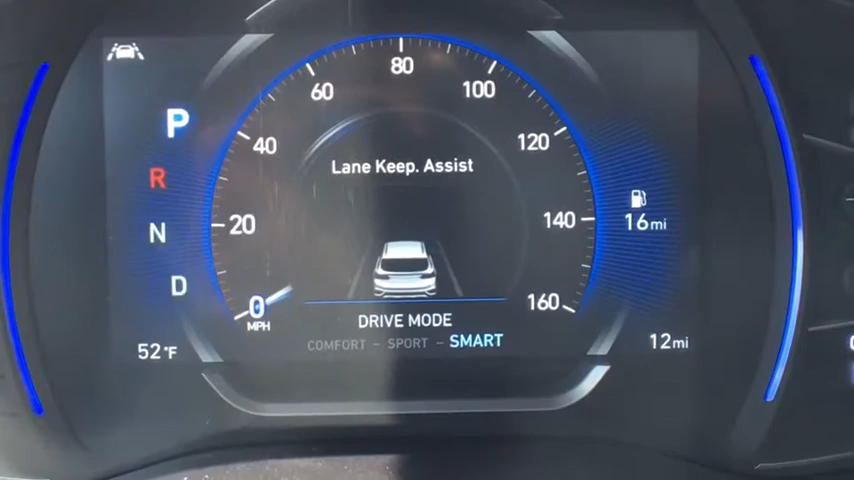 80
60
100
P
40
120
Lane Keep. Assist
R
20
140
16mi
N
D
0
MPH
160
DRIVE MODE
COMFORT – SPORT – SMART
52°F
12mi